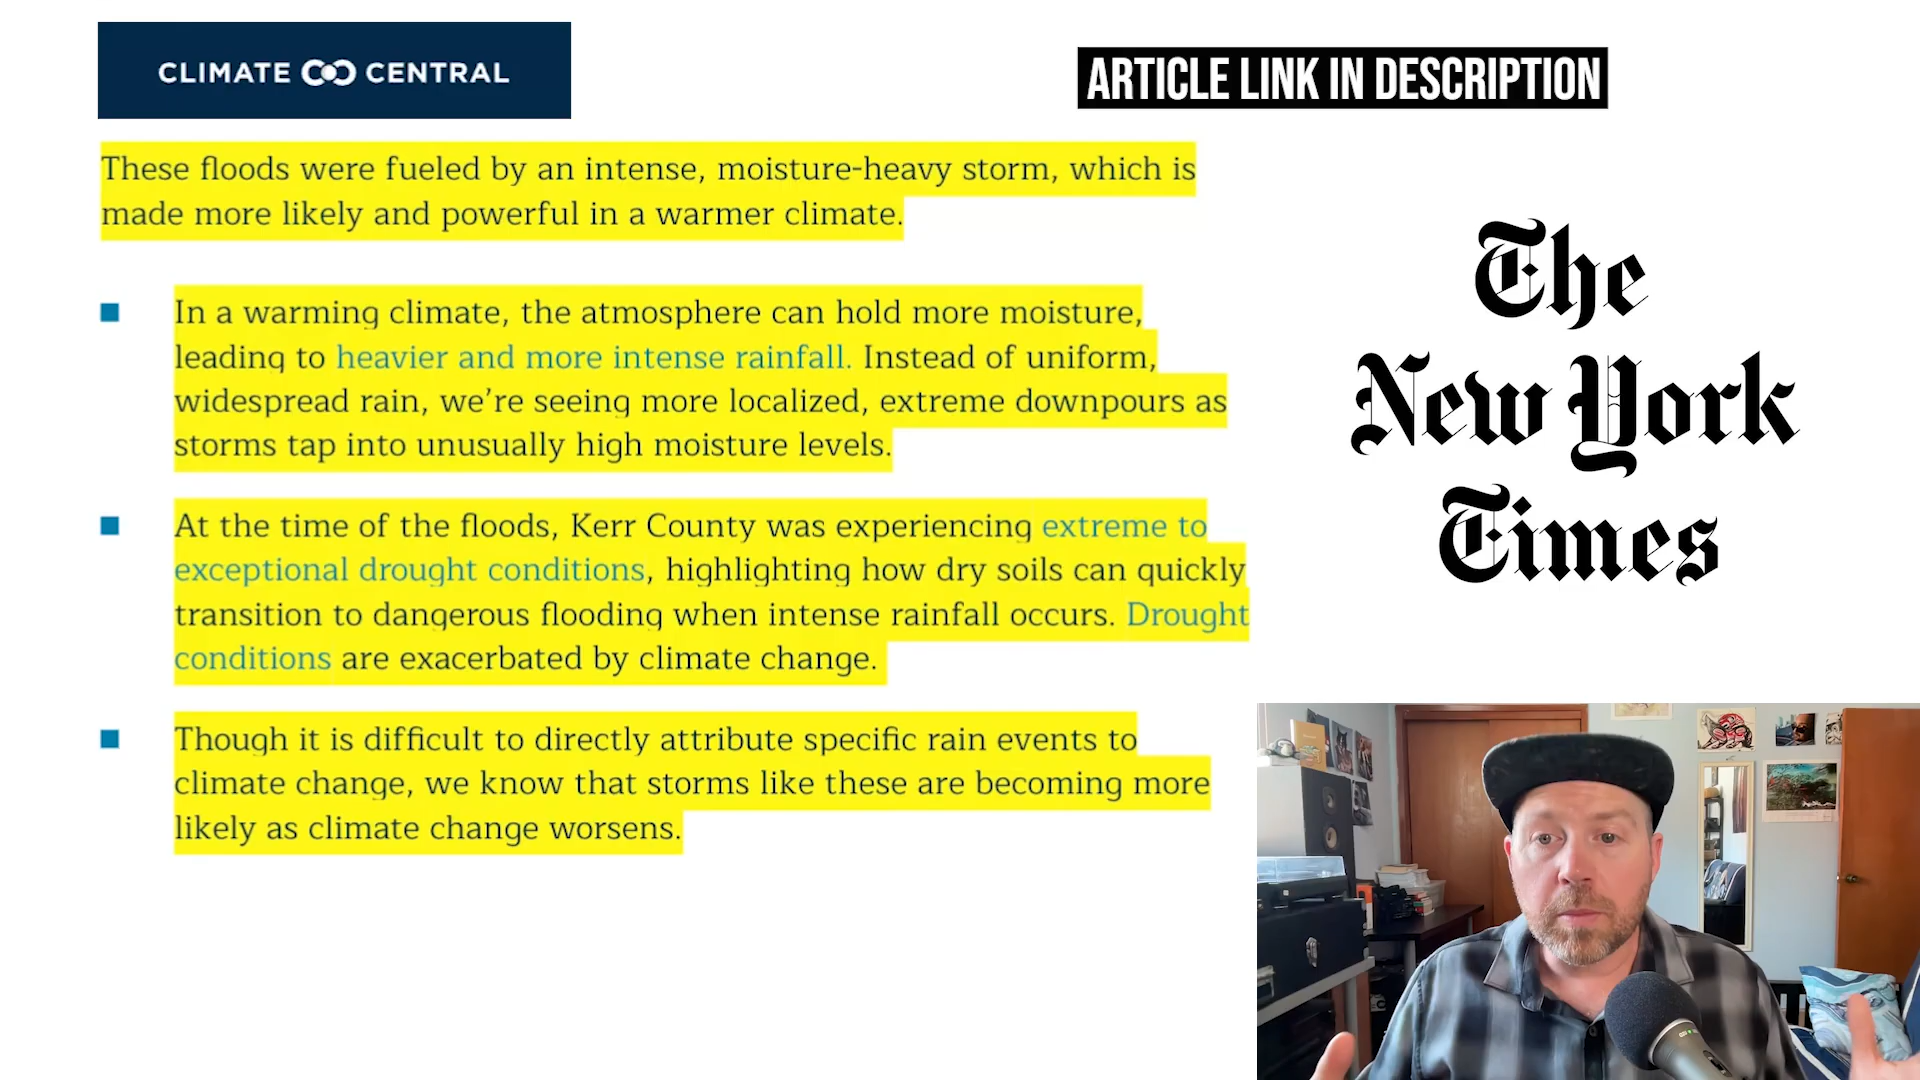 CLIMATE CENTRAL
ARTICLE LINK IN DESCRIPTION
These floods were fueled by an intense, moisture-heavy storm, which is
made more likely and powerful in a warmer climate.
In a warming climate, the atmosphere can hold more moisture,
leading to heavier and more intense rainfall. Instead of uniform,
widespread rain, we’re seeing more localized, extreme downpours as
storms tap into unusually high moisture levels.
At the time of the floods, Kerr County was experiencing extreme to
exceptional drought conditions, highlighting how dry soils can quickly
transition to dangerous flooding when intense rainfall occurs. Drought
conditions are exacerbated by climate change.
Though it is difficult to directly attribute specific rain events to
climate change, we know that storms like these are becoming more
likely as climate change worsens.
The
New York
Times